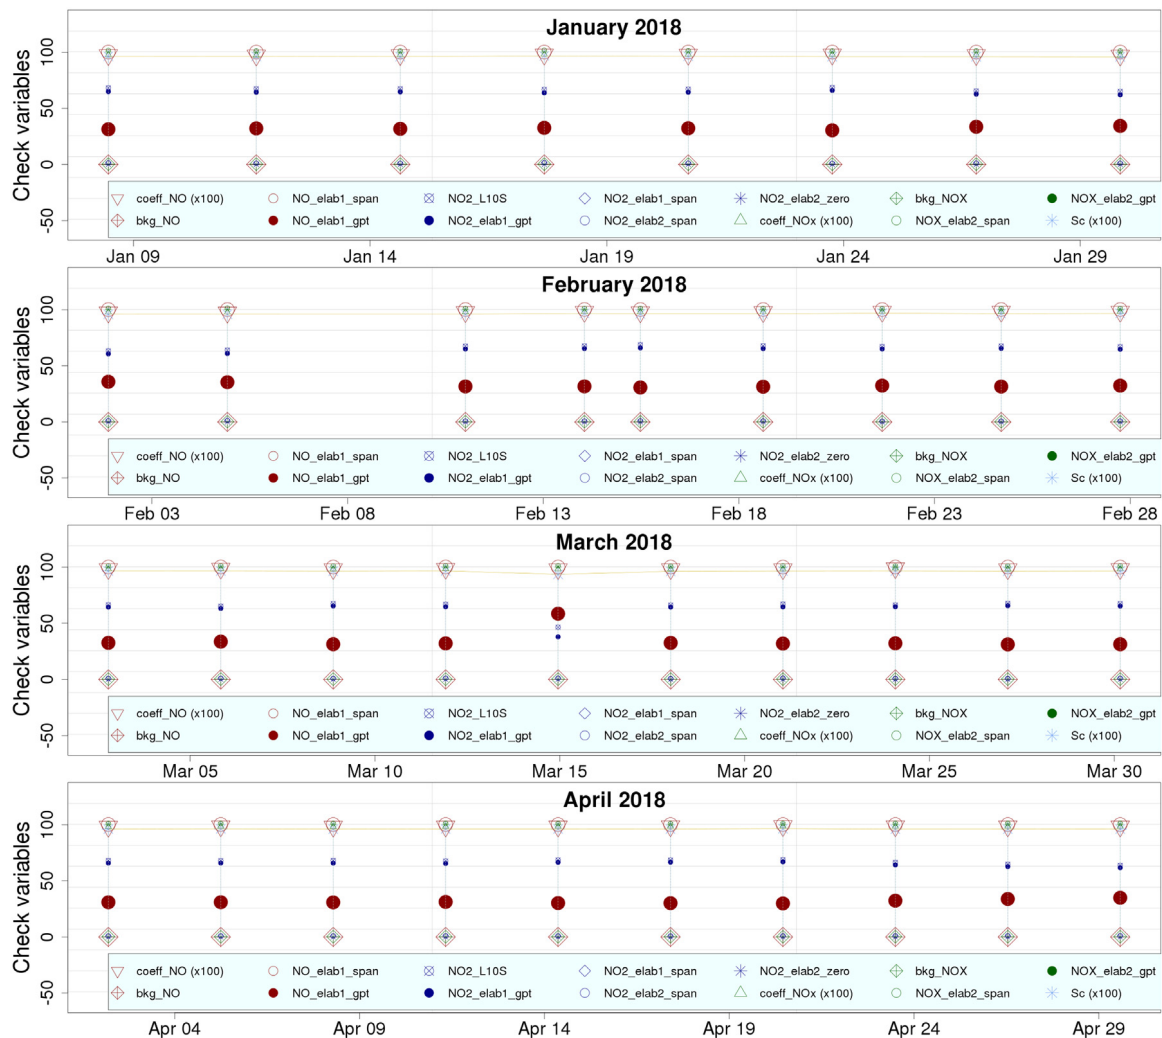 January 2018
Check variables
100
50
0
-50
coeff_NO (x100) NO_elab1_span NO2_L10S NO2_elab1_span NO2_elab2_zero bkg_NOX NOX_elab2_gpt
bkg_NO NO_elab1_gpt NO2_elab1_gpt NO2_elab2_span coeff_NOx (x100) NOX_elab2_span Sc (x100)
Jan 09 Jan 14 Jan 19 Jan 24 Jan 29
February 2018
Check variables
100
50
0
-50
coeff_NO (x100) NO_elab1_span NO2_L10S NO2_elab1_span NO2_elab2_zero bkg_NOX NOX_elab2_gpt
bkg_NO NO_elab1_gpt NO2_elab1_gpt NO2_elab2_span coeff_NOx (x100) NOX_elab2_span Sc (x100)
Feb 03 Feb 08 Feb 13 Feb 18 Feb 23 Feb 28
March 2018
Check variables
100
50
0
-50
coeff_NO (x100) NO_elab1_span NO2_L10S NO2_elab1_span NO2_elab2_zero bkg_NOX NOX_elab2_gpt
bkg_NO NO_elab1_gpt NO2_elab1_gpt NO2_elab2_span coeff_NOx (x100) NOX_elab2_span Sc (x100)
Mar 05 Mar 10 Mar 15 Mar 20 Mar 25 Mar 30
April 2018
Check variables
100
50
0
-50
coeff_NO (x100) NO_elab1_span NO2_L10S NO2_elab1_span NO2_elab2_zero bkg_NOX NOX_elab2_gpt
bkg_NO NO_elab1_gpt NO2_elab1_gpt NO2_elab2_span coeff_NOx (x100) NOX_elab2_span Sc (x100)
Apr 04 Apr 09 Apr 14 Apr 19 Apr 24 Apr 29